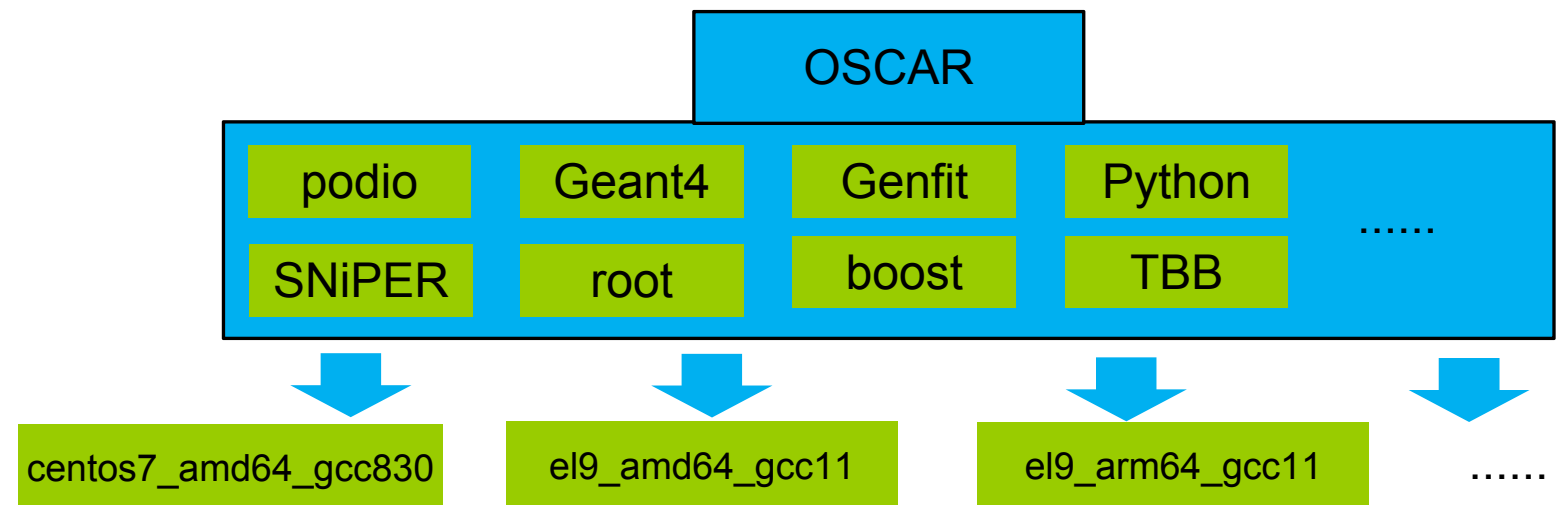 OSCAR
podio Geant4 Genfit Python
......
SNiPER root boost TBB
centos7_amd64_gcc830 el9_amd64_gcc11 el9_arm64_gcc11 ......